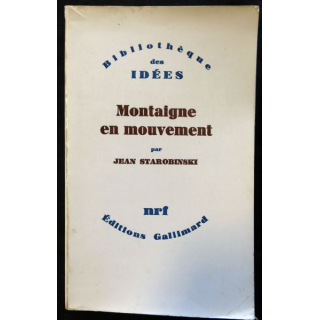 Bibliothèque
des
IDÉES
Montaigne
en mouvement
par
JEAN STAROBINSKI
nrf
Éditions Gallimard